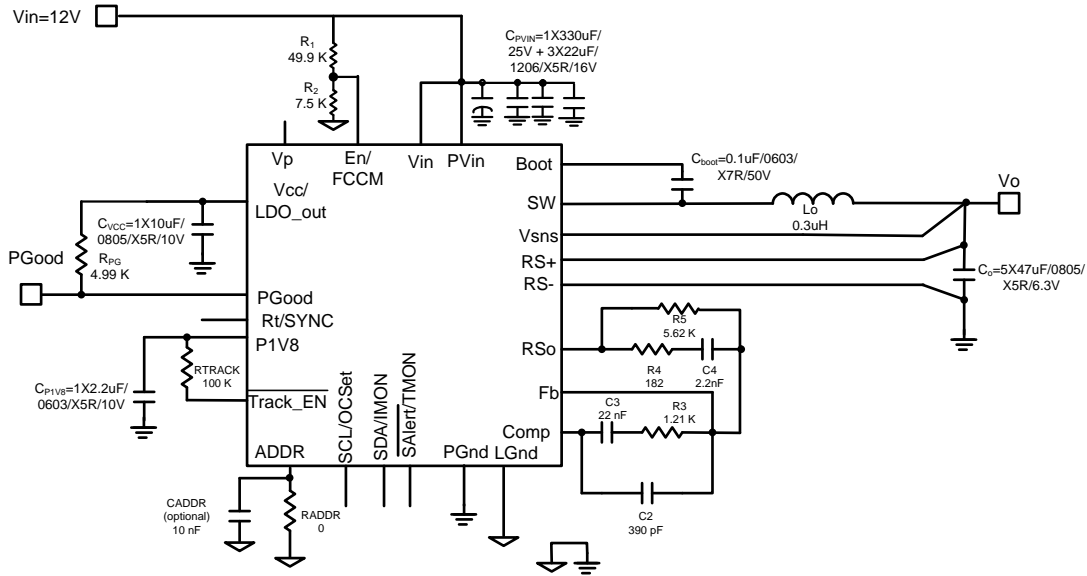 Vin=12V
R1
49.9 K
R2
7.5 K
CPVIN=1X330uF/
25V + 3X22uF/
1206/X5R/16V
Vp
En/
FCCM
Vin
PVin
Boot
Cboot=0.1uF/0603/
X7R/50V
Vcc/
LDO_out
SW
Lo
0.3uH
Vo
CVCC=1X10uF/
0805/X5R/10V
Vsns
PGood
RPG
4.99 K
RS+
RS-
Co=5X47uF/0805/
X5R/6.3V
PGood
Rt/SYNC
P1V8
R5
5.62 K
RSo
R4
182
C4
2.2nF
CP1V8=1X2.2uF/
0603/X5R/10V
RTRACK
100 K
Track_EN
Fb
C3
22 nF
R3
1.21 K
Comp
ADDR
SCL/OCSet
SDA/IMON
SAlert/TMON
PGnd
LGnd
CADDR
(optional)
10 nF
RADDR
0
C2
390 pF